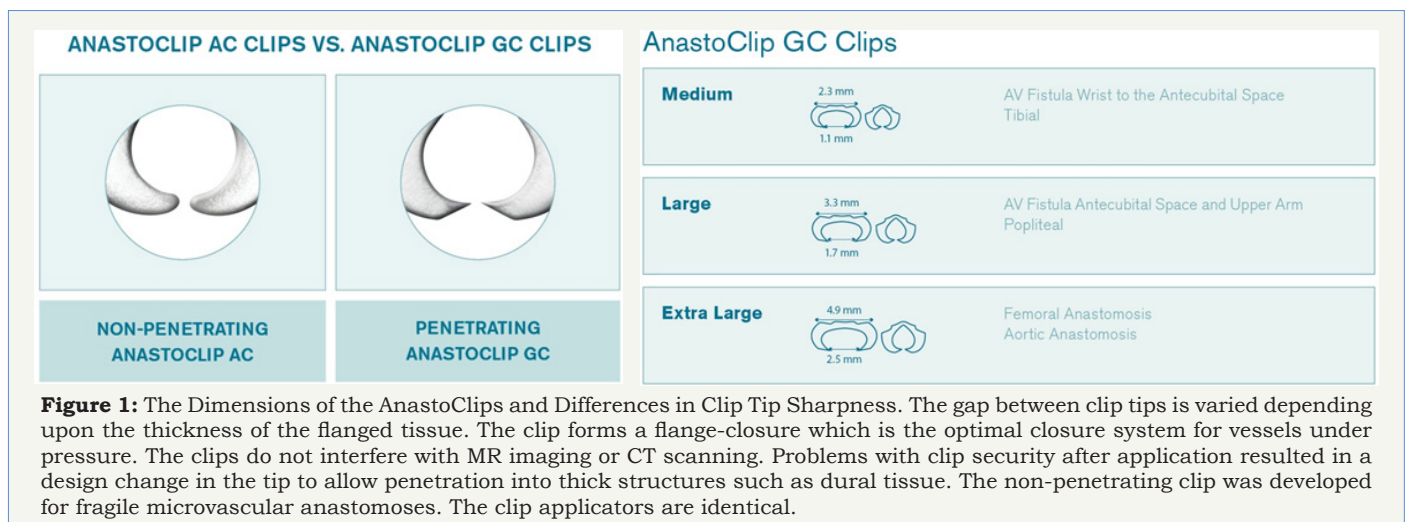 ANASTOCLIP AC CLIPS VS. ANASTOCLIP GC CLIPS
NON-PENETRATING
ANASTOCLIP AC
PENETRATING
ANASTOCLIP GC
AnastoClip GC Clips
Medium
2.3 mm
1.1 mm
AV Fistula Wrist to the Antecubital Space
Tibial
Large
3.3 mm
1.7 mm
AV Fistula Antecubital Space and Upper Arm
Popliteal
Extra Large
4.9 mm
2.5 mm
Femoral Anastomosis
Aortic Anastomosis
Figure 1: The Dimensions of the AnastoClips and Differences in Clip Tip Sharpness. The gap between clip tips is varied depending
upon the thickness of the flanged tissue. The clip forms a flange-closure which is the optimal closure system for vessels under
pressure. The clips do not interfere with MR imaging or CT scanning. Problems with clip security after application resulted in a
design change in the tip to allow penetration into thick structures such as dural tissue. The non-penetrating clip was developed
for fragile microvascular anastomoses. The clip applicators are identical.